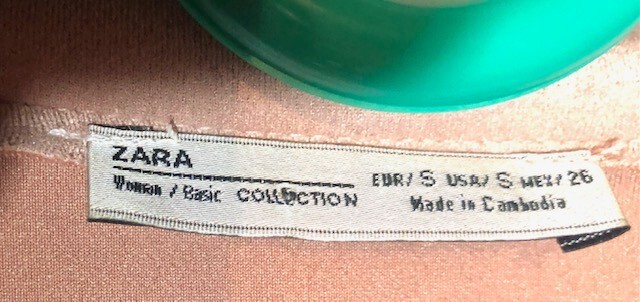 ZARA
Woman / Basic COLLECTION
EUR/ S USA/ S MEX/ 26
Made in Cambodia